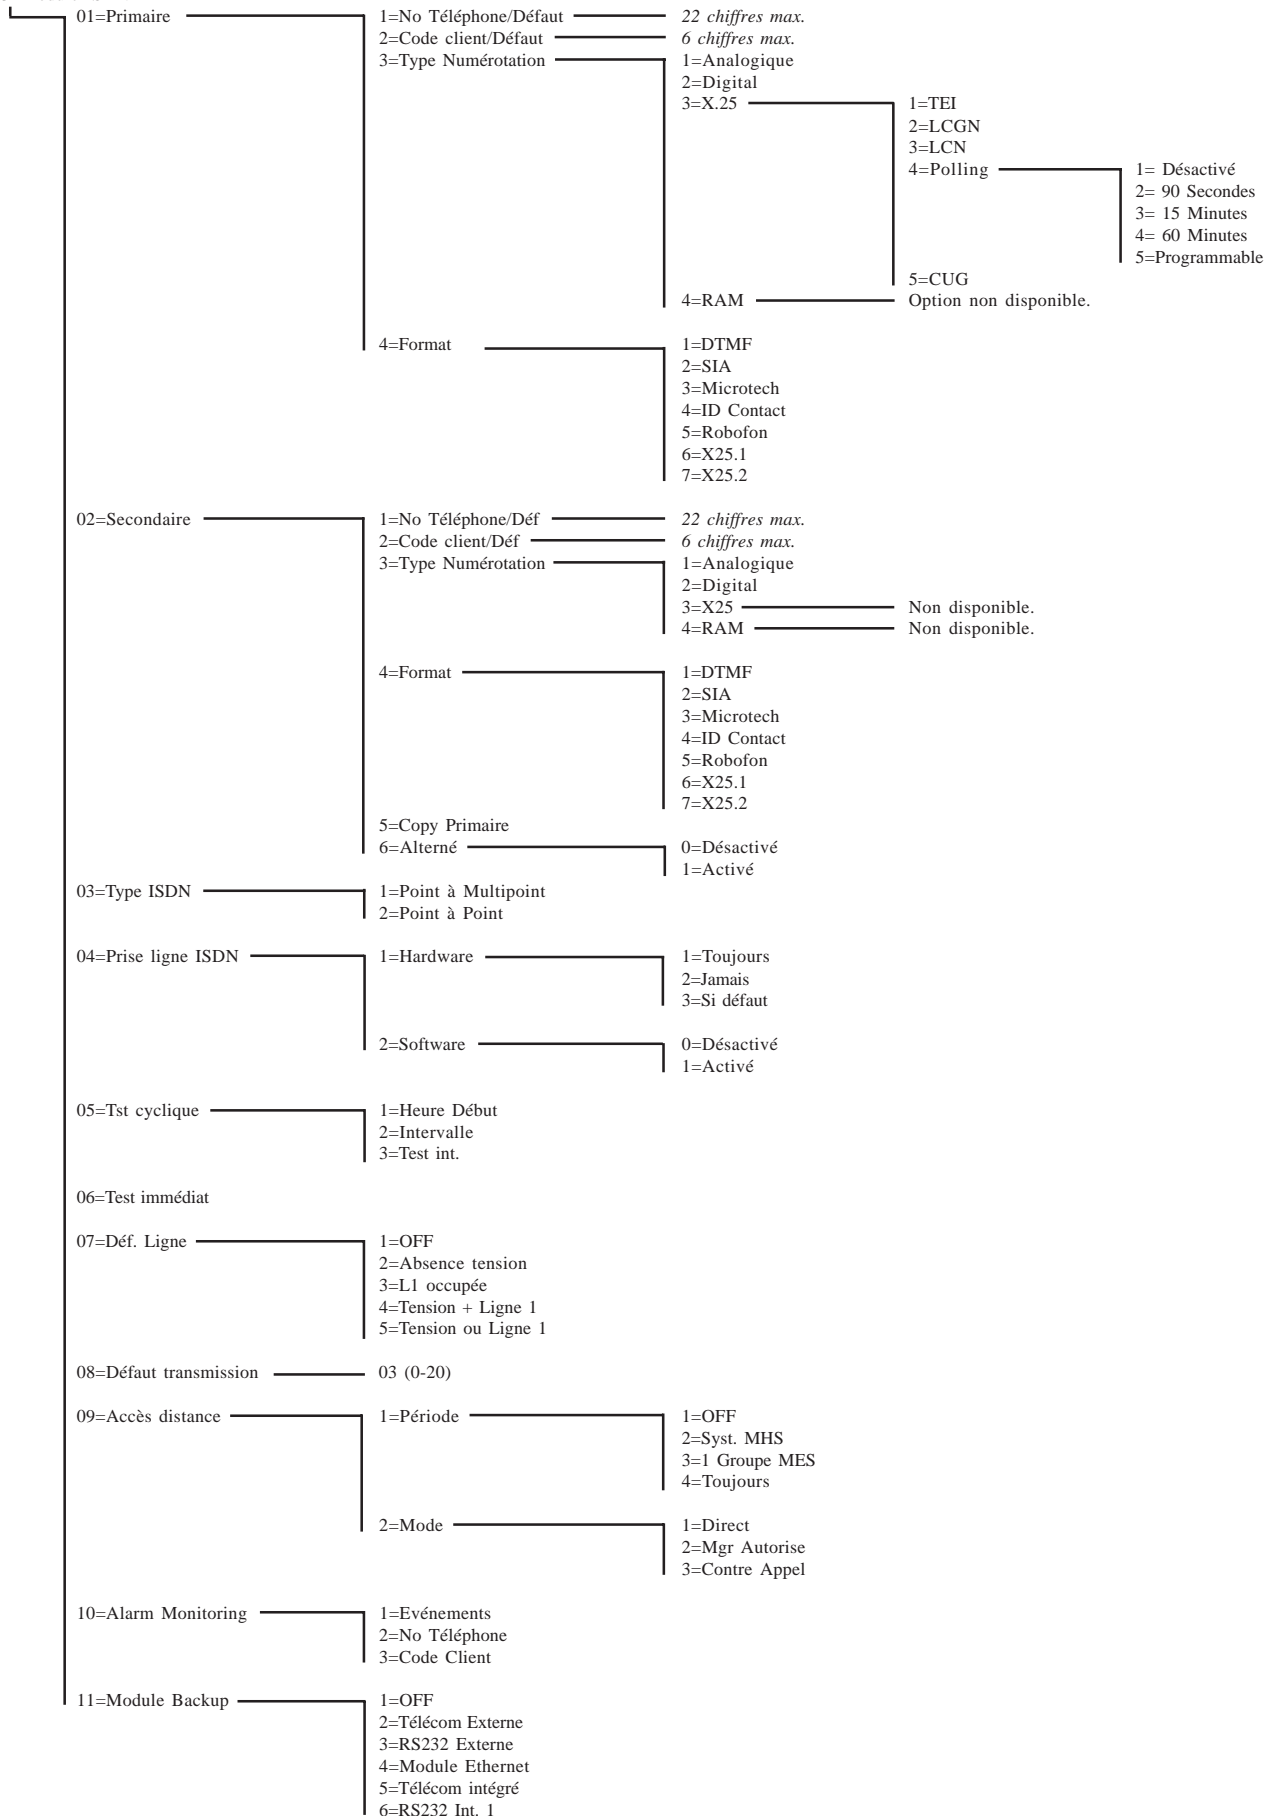 01=Primaire 1=No Téléphone/Défaut 22 chiffres max.
2=Code client/Défaut 6 chiffres max.
3=Type Numérotation 1=Analogique
2=Digital
3=X.25 1=TEI
2=LCGN
3=LCN
4=Polling 1= Désactivé
2= 90 Secondes
3= 15 Minutes
4= 60 Minutes
5=Programmable
5=CUG
4=RAM Option non disponible.
4=Format 1=DTMF
2=SIA
3=Microtech
4=ID Contact
5=Robofon
6=X25.1
7=X25.2
02=Secondaire 1=No Téléphone/Déf 22 chiffres max.
2=Code client/Déf 6 chiffres max.
3=Type Numérotation 1=Analogique
2=Digital
3=X25 Non disponible.
4=RAM Non disponible.
4=Format 1=DTMF
2=SIA
3=Microtech
4=ID Contact
5=Robofon
6=X25.1
7=X25.2
5=Copy Primaire
6=Alterné 0=Désactivé
1=Activé
03=Type ISDN 1=Point à Multipoint
2=Point à Point
04=Prise ligne ISDN 1=Hardware 1=Toujours
2=Jamais
3=Si défaut
2=Software 0=Désactivé
1=Activé
05=Tst cyclique 1=Heure Début
2=Intervalle
3=Test int.
06=Test immédiat
07=Déf. Ligne 1=OFF
2=Absence tension
3=L1 occupée
4=Tension + Ligne 1
5=Tension ou Ligne 1
08=Défaut transmission 03 (0-20)
09=Accès distance 1=Période 1=OFF
2=Syst. MHS
3=1 Groupe MES
4=Toujours
2=Mode 1=Direct
2=Mgr Autorise
3=Contre Appel
10=Alarm Monitoring 1=Evénements
2=No Téléphone
3=Code Client
11=Module Backup 1=OFF
2=Télécom Externe
3=RS232 Externe
4=Module Ethernet
5=Télécom intégré
6=RS232 Int. 1